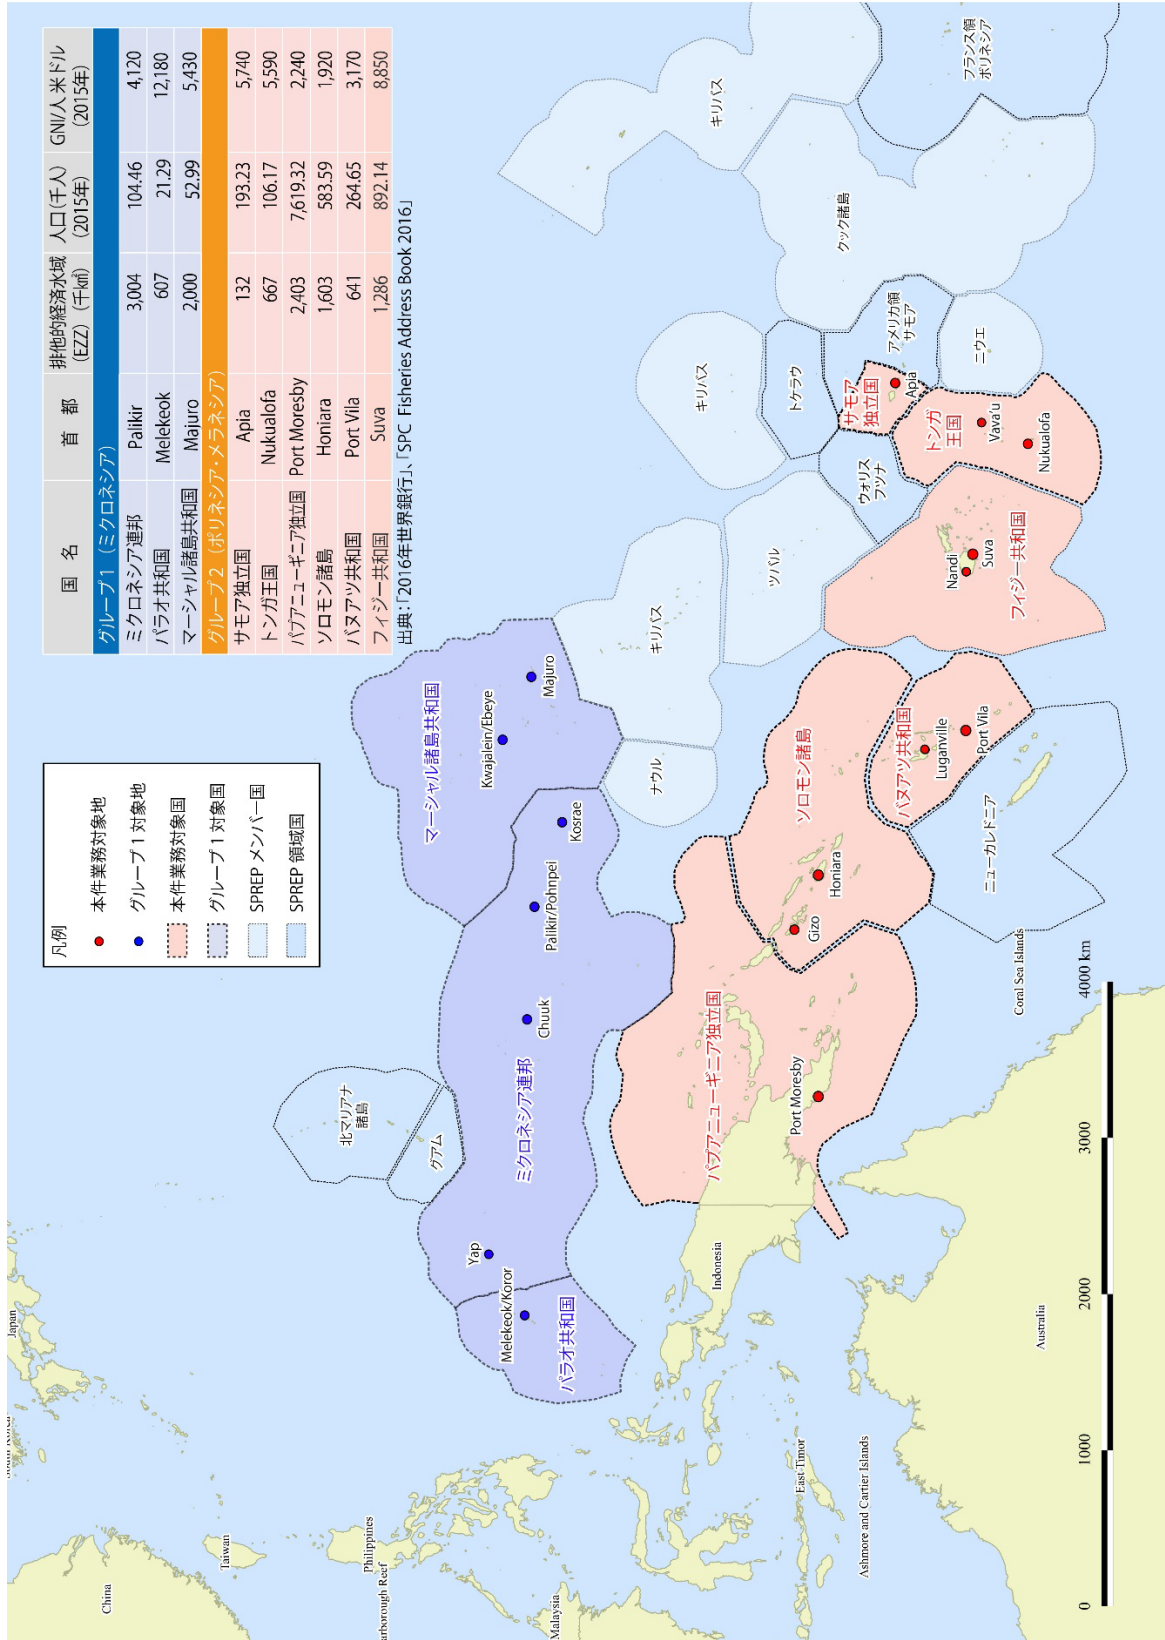 国　名	首　都	排他的経済水域 (EZZ)　(千㎢)	人口(千人) (2015年)	GNI/人 米ドル (2015年)
グループ1（ミクロネシア）
ミクロネシア連邦	Palikir	3,004	104.46	4,120
パラオ共和国	Melekeok	607	21.29	12,180
マーシャル諸島共和国	Majuro	2,000	52.99	5,430
グループ2（ポリネシア・メラネシア）
サモア独立国	Apia	132	193.23	5,740
トンガ王国	Nukualofa	667	106.17	5,590
パプアニューギニア独立国	Port Moresby	2,403	7,619.32	2,240
ソロモン諸島	Honiara	1,603	583.59	1,920
バヌアツ共和国	Port Vila	641	264.65	3,170
フィジー共和国	Suva	1,286	892.14	8,850
出典:「2016年世界銀行」、「SPC Fisheries Address Book 2016」
凡例
本件業務対象地
グループ1 対象地
本件業務対象国
グループ1 対象国
SPREP メンバー国
SPREP 領域国
Japan
China
Taiwan
Philippines
arborough Reef
Malaysia
北マリアナ
諸島
グアム
マーシャル諸島共和国
Kwajalein/Ebeye
Majuro
Yap
Melekeok/Koror
パラオ共和国
ミクロネシア連邦
Chuuk
Palikir/Pohnpei
Kosrae
ナウル
キリバス
キリバス
キリバス
ツバル
トケラウ
ウォリス
フツナ
サモア
独立国
Apia
アメリカ領
サモア
クック諸島
フランス領
ポリネシア
ニウエ
トンガ
王国
Vava'u
Nukualofa
Nandi
Suva
フィジー共和国
パプアニューギニア独立国
Port Moresby
ソロモン諸島
Gizo
Honiara
バヌアツ共和国
Luganville
Port Vila
ニューカレドニア
Coral Sea Islands
Indonesia
East-Timor
Ashmore and Cartier Islands
Australia
0	1000	2000	3000	4000 km